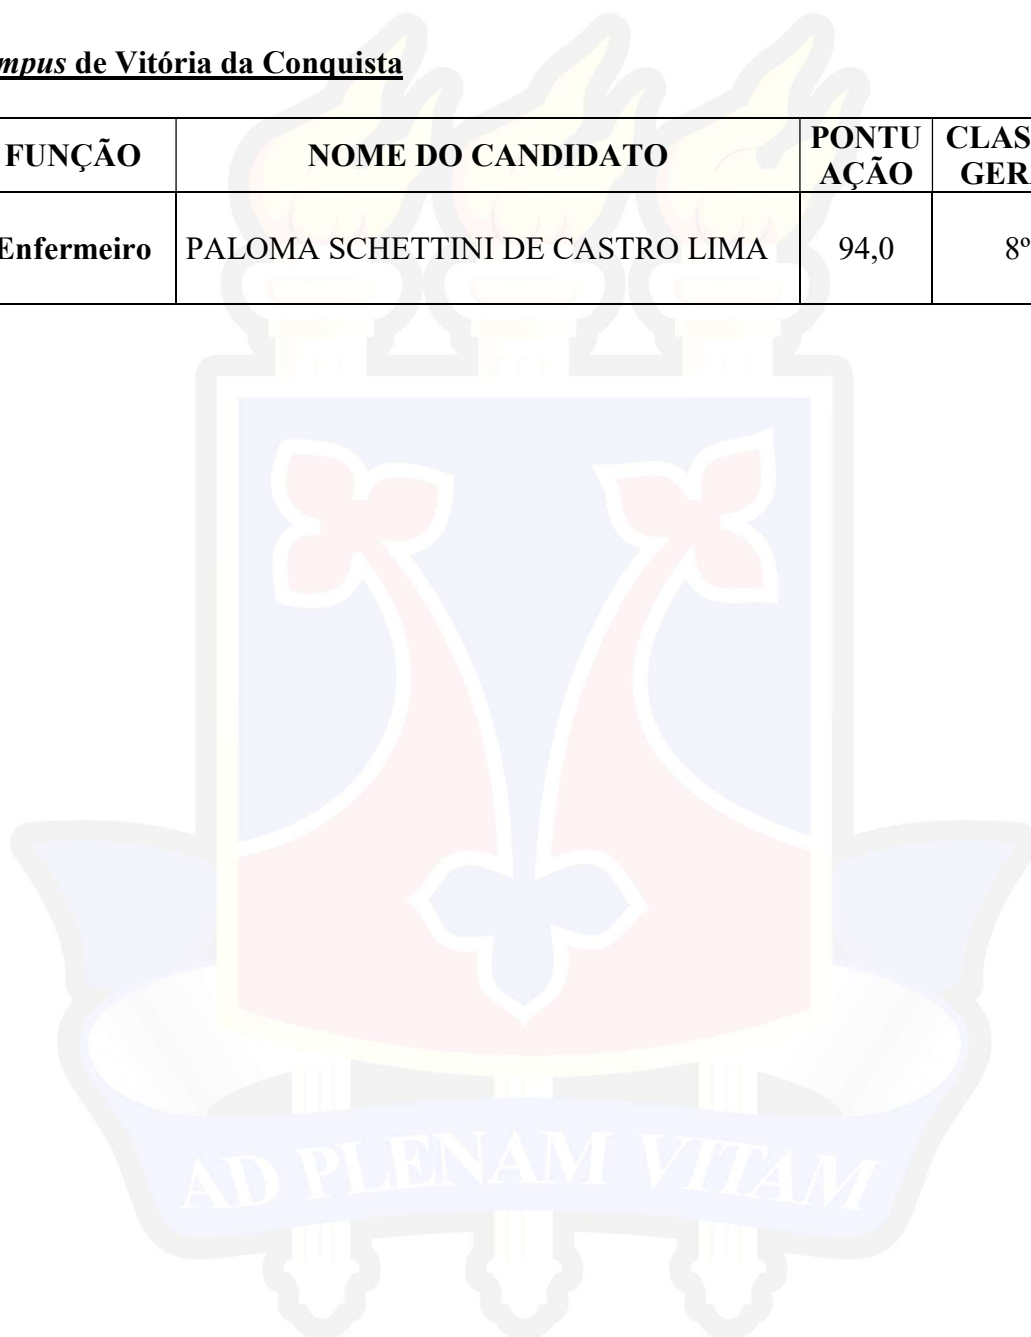 mpus de Vitória da Conquista
FUNÇÃO NOME DO CANDIDATO PONTU AÇÃO CLAS GER
Enfermeiro PALOMA SCHETTINI DE CASTRO LIMA 94,0 8º
AD PLENAM VITAM